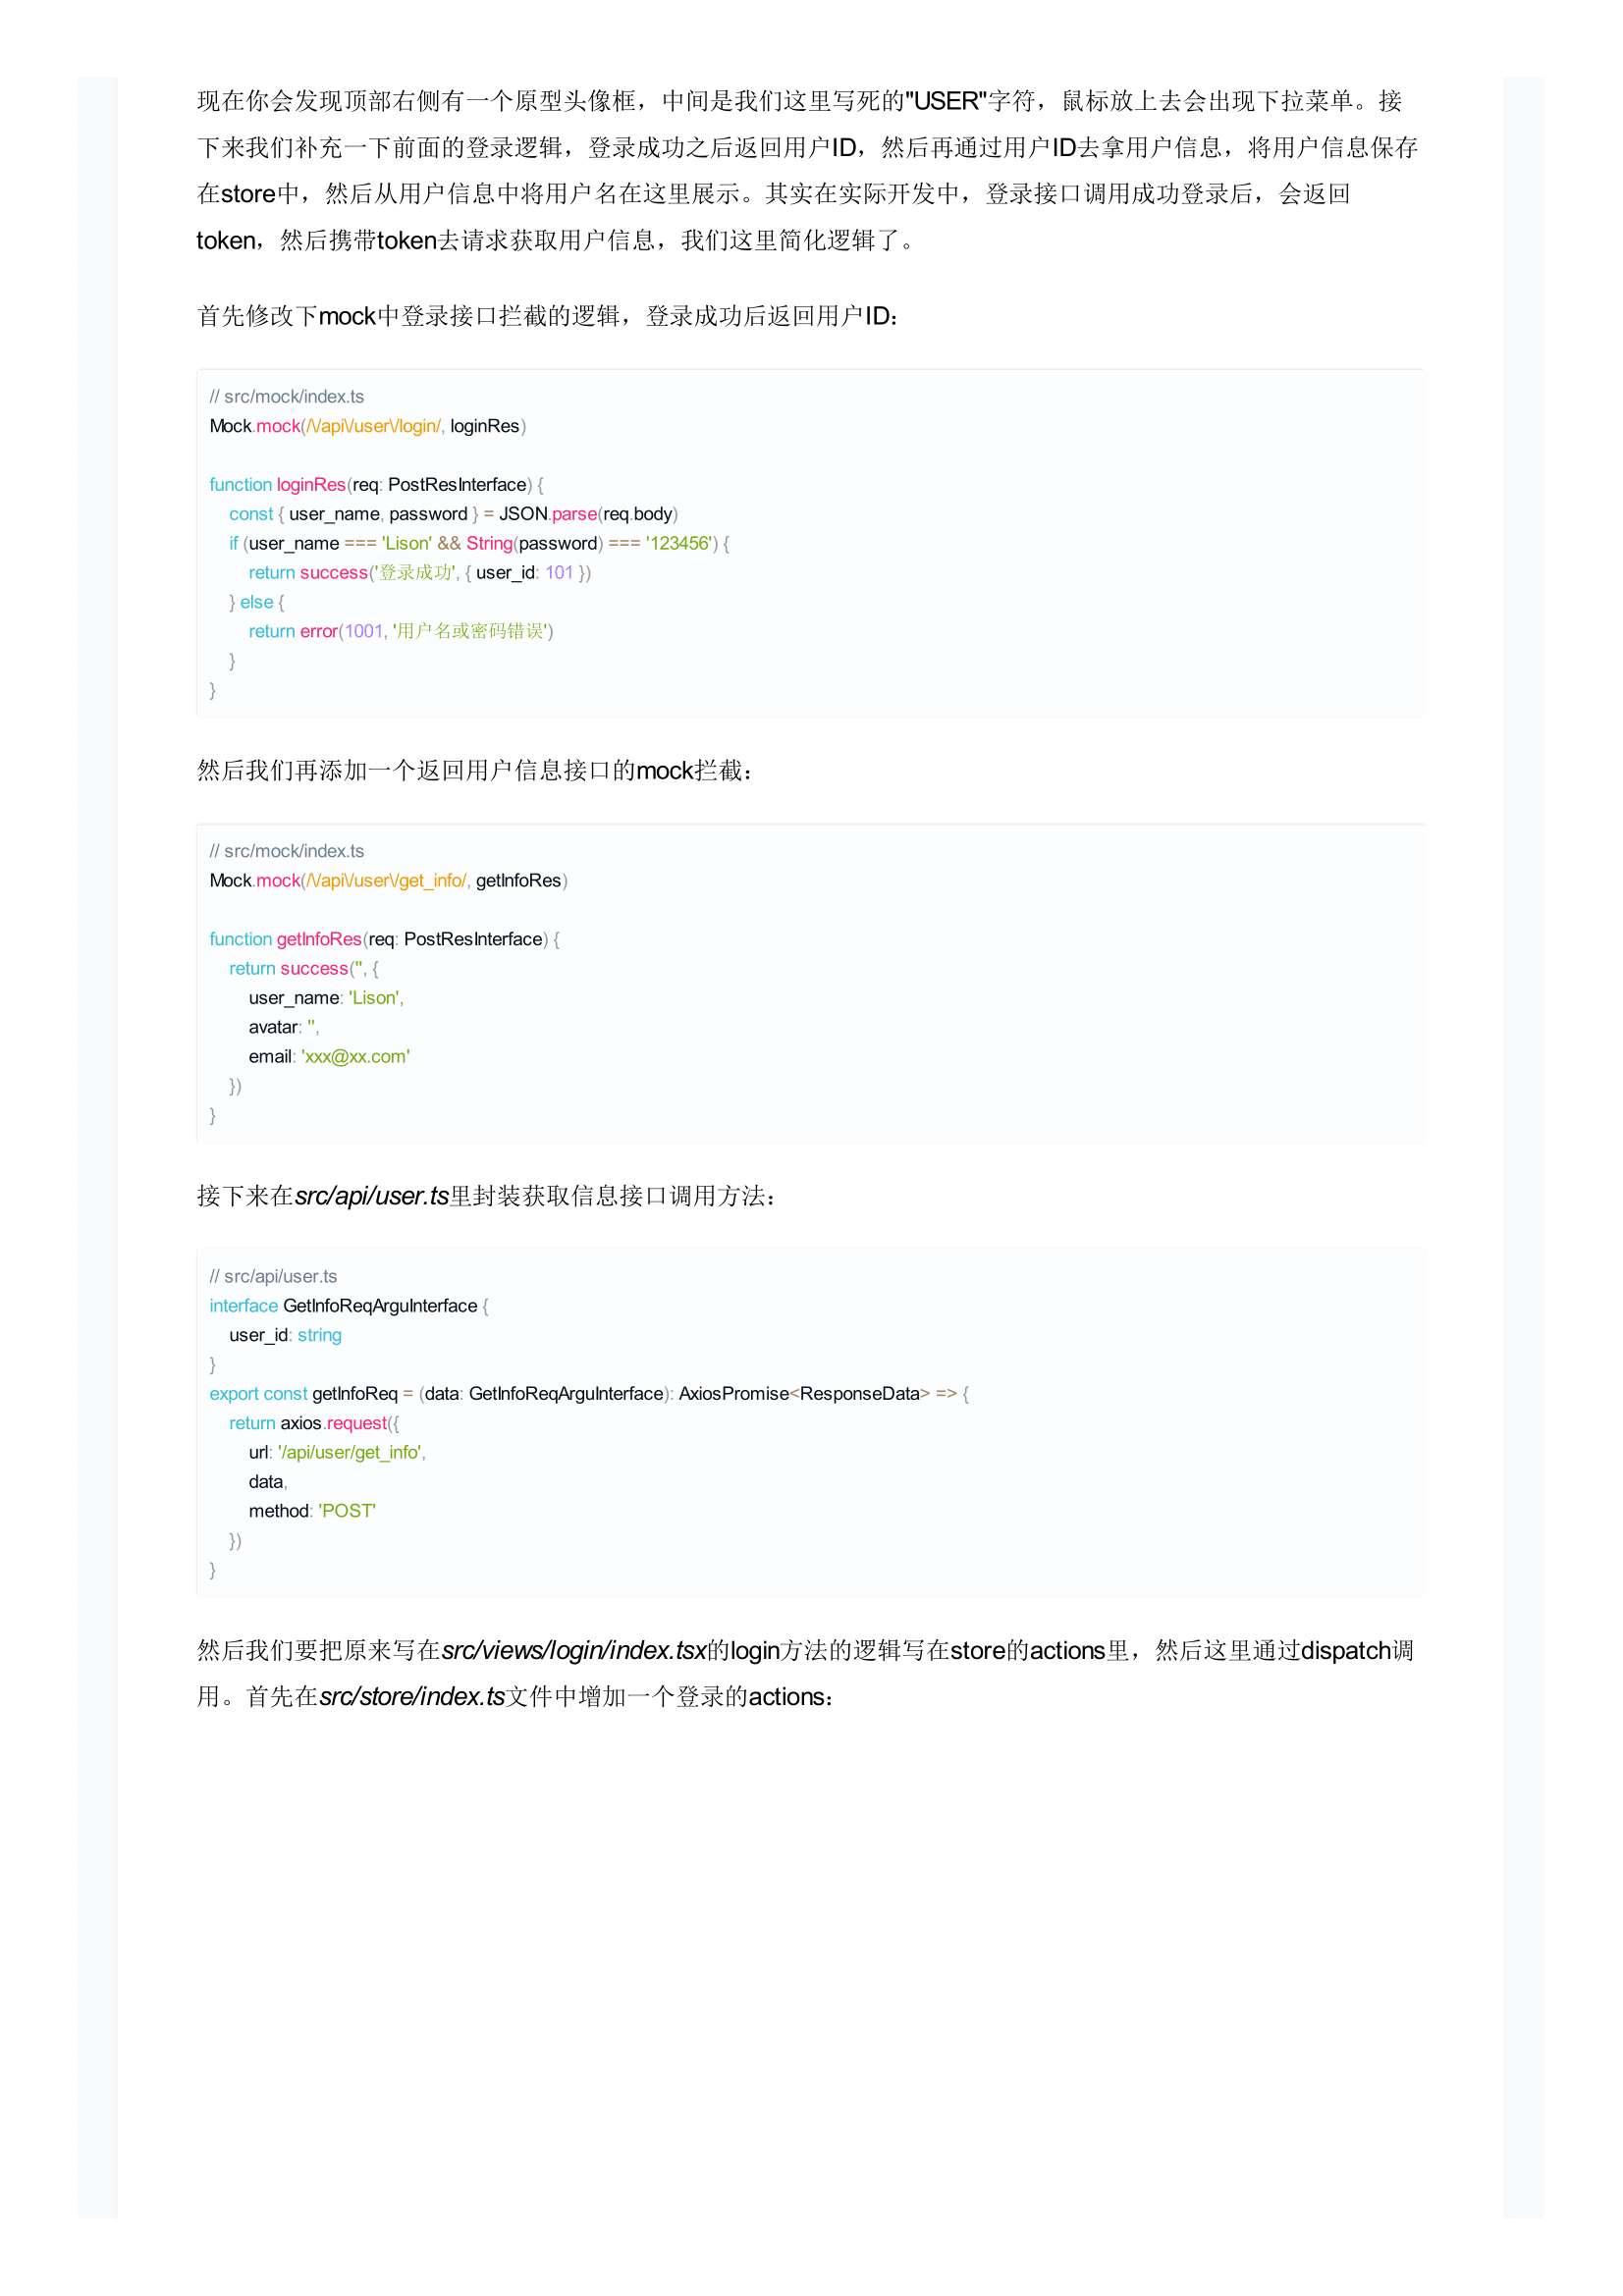 现在你会发现顶部右侧有一个原型头像框，中间是我们这里写死的"USER"字符，鼠标放上去会出现下拉菜单。接
下来我们补充一下前面的登录逻辑，登录成功之后返回用户ID，然后再通过用户ID去拿用户信息，将用户信息保存
在store中，然后从用户信息中将用户名在这里展示。其实在实际开发中，登录接口调用成功登录后，会返回
token，然后携带token去请求获取用户信息，我们这里简化逻辑了。
首先修改下mock中登录接口拦截的逻辑，登录成功后返回用户ID：
// src/mock/index.ts
Mock.mock(/\/api\/user\/login/, loginRes)
function loginRes(req: PostResInterface) {
    const { user_name, password } = JSON.parse(req.body)
    if (user_name === 'Lison' && String(password) === '123456') {
        return success('登录成功', { user_id: 101 })
    } else {
        return error(1001, '用户名或密码错误')
    }
}
然后我们再添加一个返回用户信息接口的mock拦截：
// src/mock/index.ts
Mock.mock(/\/api\/user\/get_info/, getInfoRes)
function getInfoRes(req: PostResInterface) {
    return success('', {
        user_name: 'Lison',
        avatar: '',
        email: 'xxx@xx.com'
    })
}
接下来在src/api/user.ts里封装获取信息接口调用方法：
// src/api/user.ts
interface GetInfoReqArguInterface {
    user_id: string
}
export const getInfoReq = (data: GetInfoReqArguInterface): AxiosPromise<ResponseData> => {
    return axios.request({
        url: '/api/user/get_info',
        data,
        method: 'POST'
    })
}
然后我们要把原来写在src/views/login/index.tsx的login方法的逻辑写在store的actions里，然后这里通过dispatch调
用。首先在src/store/index.ts文件中增加一个登录的actions：